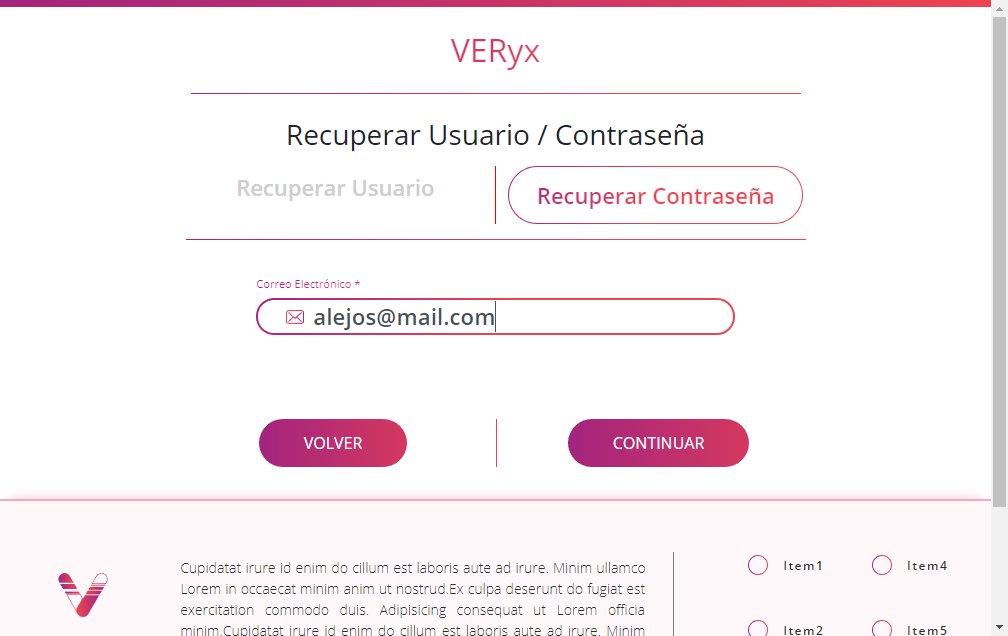 VERyx
Recuperar Usuario / Contraseña
Recuperar Usuario
Recuperar Contraseña
Correo Electrónico *
alejos@mail.com
VOLVER
CONTINUAR
Cupidatat irure id enim do cillum est laboris aute ad irure. Minim ullamco
Lorem in occaecat minim anim ut nostrud.Ex culpa deserunt do fugiat est
exercitation commodo duis. Adipisicing consequat ut Lorem officia
minim.Cupidatat irure id enim do cillum est laboris aute ad irure. Minim
Item1
Item4
Item2
Item5